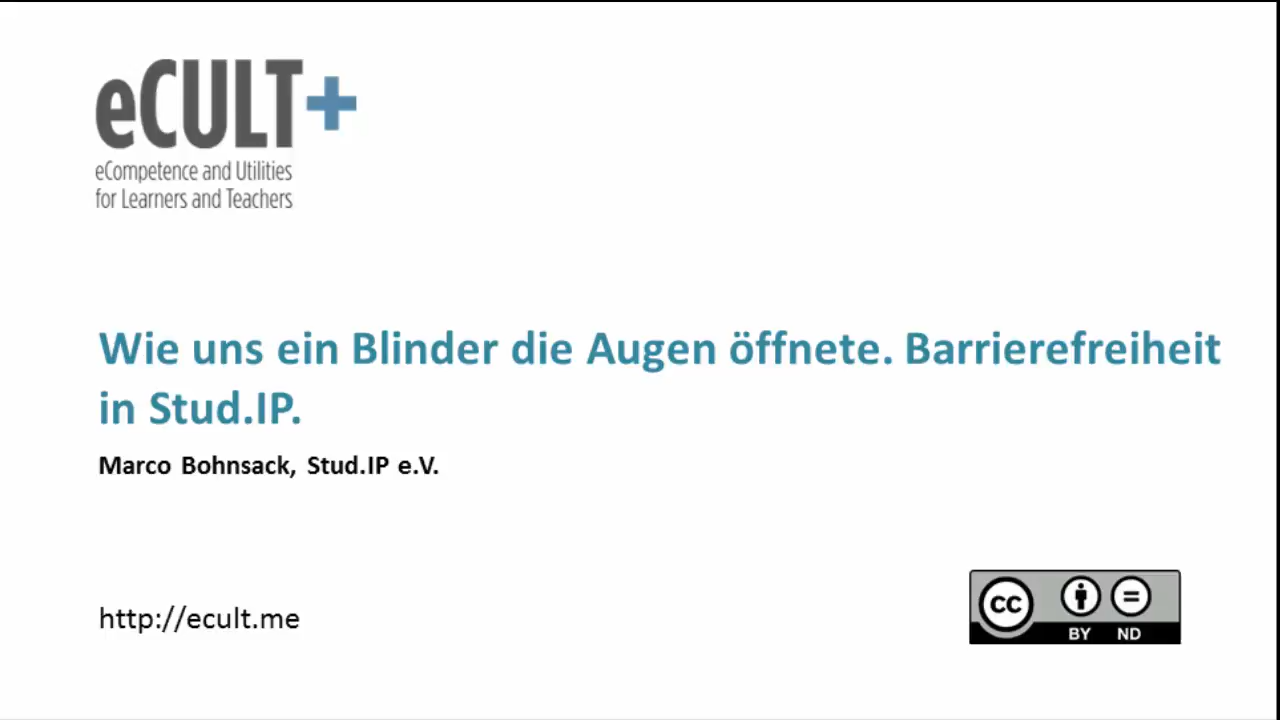 eCULT+
eCompetence and Utilities
for Learners and Teachers
Wie uns ein Blinder die Augen öffnete. Barrierefreiheit
in Stud.IP.
Marco Bohnsack, Stud.IP e.V.
http://ecult.me
cc
BY ND